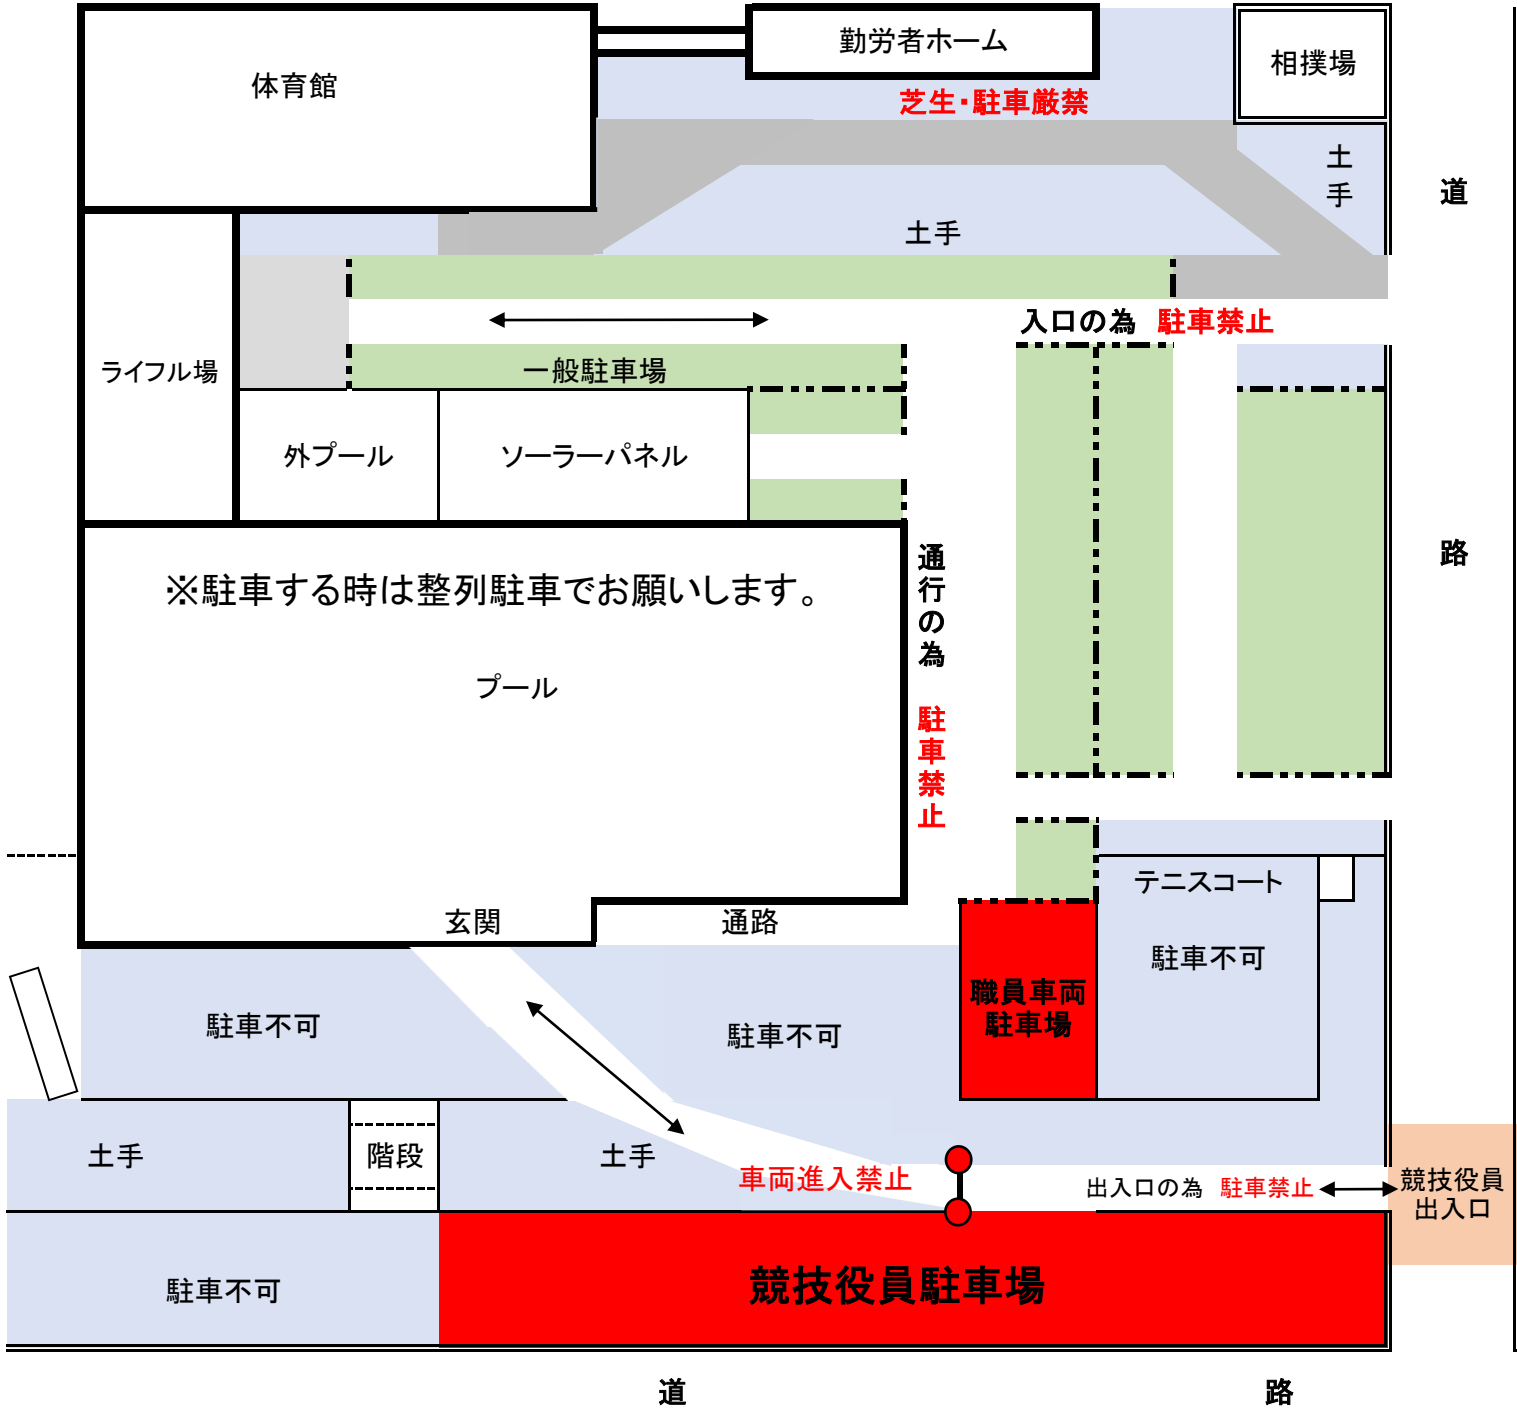 体育館
勤労者ホーム
相撲場
芝生・駐車厳禁
土手
道
土手
入口の為　駐車禁止
ライフル場
一般駐車場
外プール
ソーラーパネル
路
通行の為　駐車禁止
※駐車する時は整列駐車でお願いします。
プール
テニスコート
駐車不可
玄関
通路
職員車両
駐車場
駐車不可
駐車不可
土手
階段
土手
車両進入禁止
出入口の為　駐車禁止
競技役員
出入口
駐車不可
競技役員駐車場
道
路